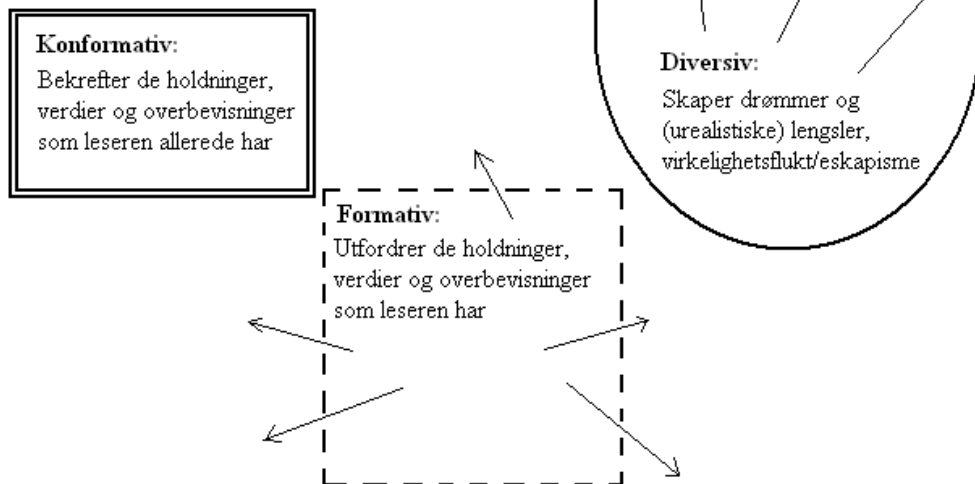 Konformativ:
Bekrefter de holdninger,
verdier og overbevisninger
som leseren allerede har
Diversiv:
Skaper drømmer og
(urealistiske) lengsler,
virkelighetsflukt/eskapisme
Formativ:
Utfordrer de holdninger,
verdier og overbevisninger
som leseren har